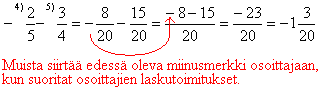 - ⁴⁾2/5 - ⁵⁾3/4 = - 8/20 - 15/20 = - 8 - 15/20 = - 23/20 = -1 3/20
Muista siirtää edessä oleva miinusmerkki osoittajaan,
kun suoritat osoittajien laskutoimitukset.